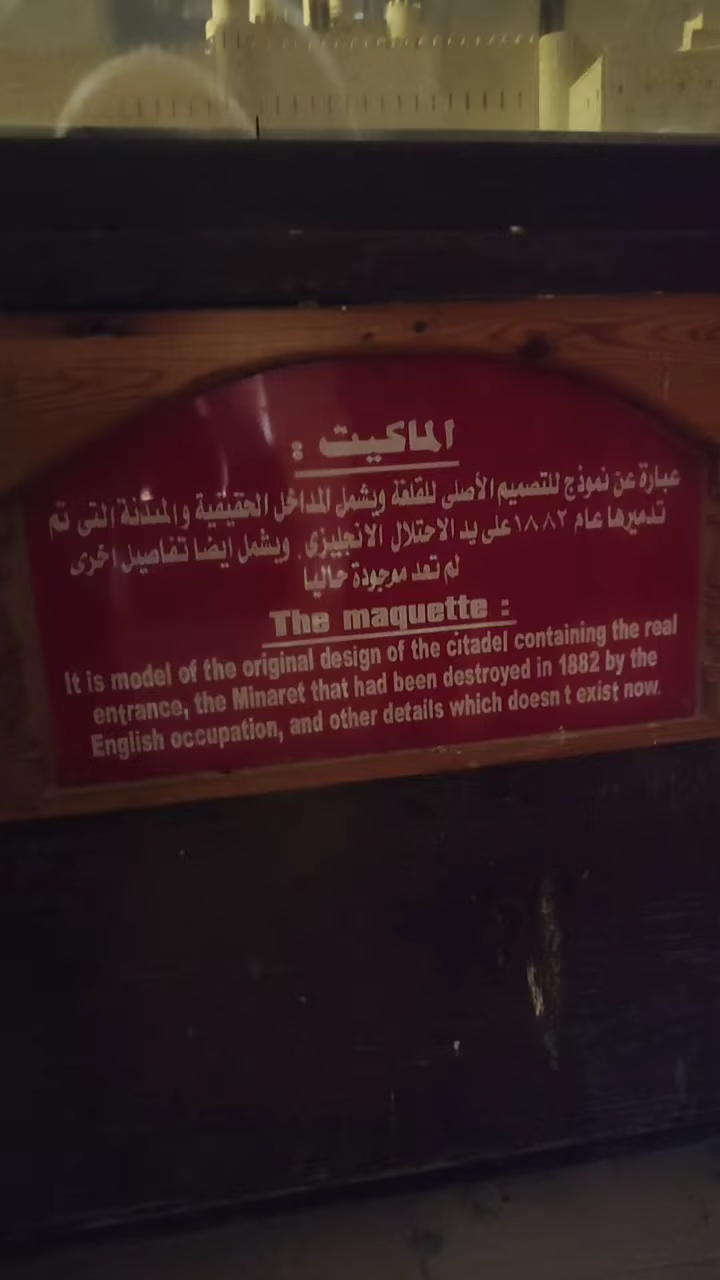 الماكيت :
عبارة عن نموذج للتصميم الأصلى للقلعة ويشمل المداخل الحقيقية والمئذنة التى تم
تدميرها عام ١٨٨٢ على يد الاحتلال الانجليزى . ويشمل ايضا تفاصيل اخرى
لم تعد موجودة حاليا
The maquette :
It is model of the original design of the citadel containing the real
entrance, the Minaret that had been destroyed in 1882 by the
English occupation, and other details which doesn t exist now.